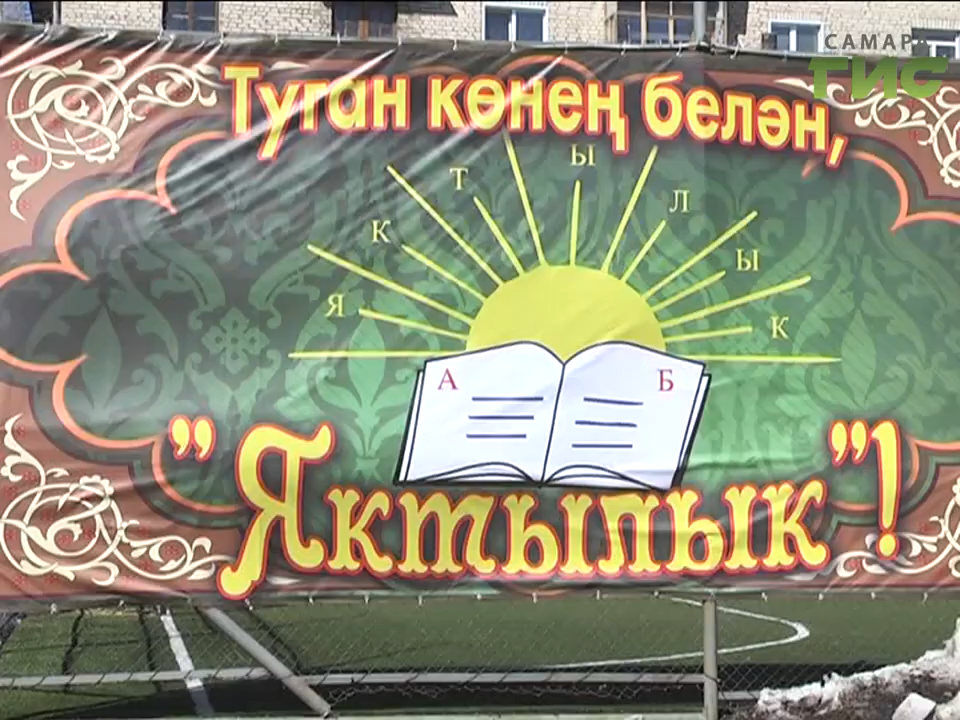 САМАРА
ГИС
Туган көнең белән,
Я К Т Ы Л Ы К
А Б
"Яктылык"!